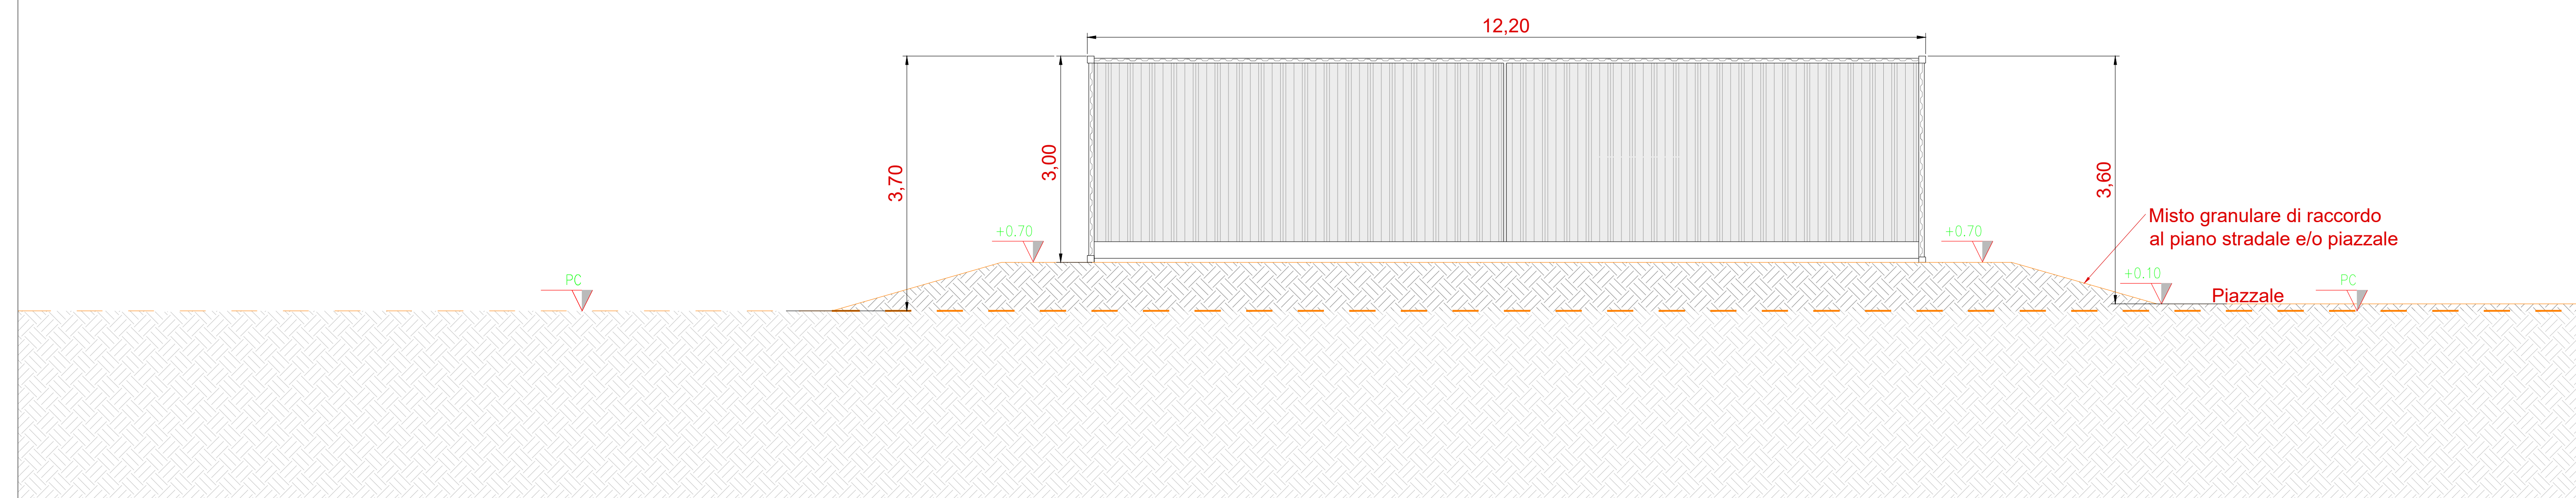 12,20
3,70
3,00
3,60
+0.70
+0.70
Misto granulare di raccordo
al piano stradale e/o piazzale
PC
+0.10
Piazzale
PC